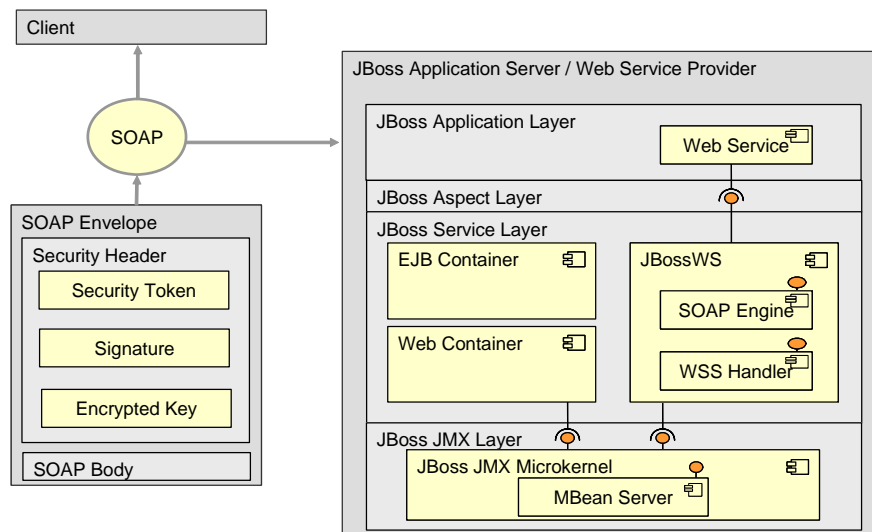 Client
SOAP
SOAP Envelope
Security Header
Security Token
Signature
Encrypted Key
SOAP Body
JBoss Application Server / Web Service Provider
JBoss Application Layer
Web Service
JBoss Aspect Layer
JBoss Service Layer
EJB Container
JBossWS
SOAP Engine
Web Container
WSS Handler
JBoss JMX Layer
JBoss JMX Microkernel
MBean Server